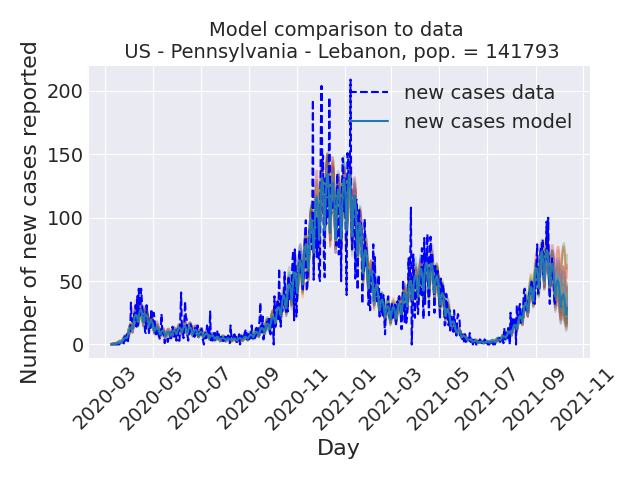 Model comparison to data
US - Pennsylvania - Lebanon, pop. = 141793
Number of new cases reported
200
150
100
50
0
new cases data
new cases model
2020-03
2020-05
2020-07
2020-09
2020-11
2021-01
2021-03
2021-05
2021-07
2021-09
2021-11
Day